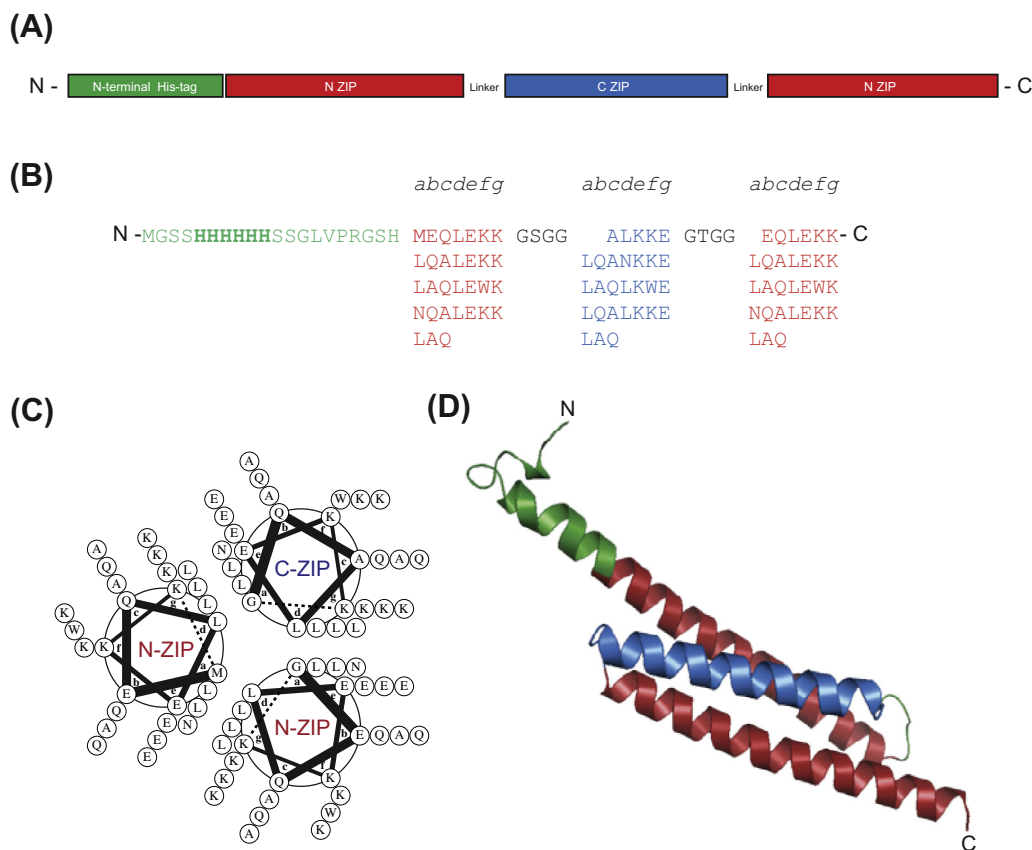 (A)
N - N-terminal His-tag N ZIP Linker C ZIP Linker N ZIP - C
(B)
abcdefg abcdefg abcdefg
N -MGSSHHHHHHSSGLVPRGSH MEQLEKK GSGG ALKKE GTGG EQLEKK- C
LQALEKK LQANKKE LQALEKK
LAQLEWK LAQLKWE LAQLEWK
NQALEKK LQALKKE NQALEKK
LAQ LAQ LAQ
(C)
A
Q
A
Q
b
K
W
K
K
f
E
E
E
E
e
N
L
L
G
a
C-ZIP
A
Q
A
Q
c
K
K
K
K
g
L
L
L
L
d
K
K
K
K
g
L
L
L
L
d
A
Q
A
Q
c
K
W
K
K
f
N-ZIP
M
L
L
N
a
E
Q
A
Q
b
E
E
E
E
e
G
L
L
N
a
E
E
E
E
e
L
L
L
L
d
N-ZIP
K
K
K
K
g
E
Q
A
Q
b
Q
A
Q
A
c
K
K
W
K
f
(D)
N
C